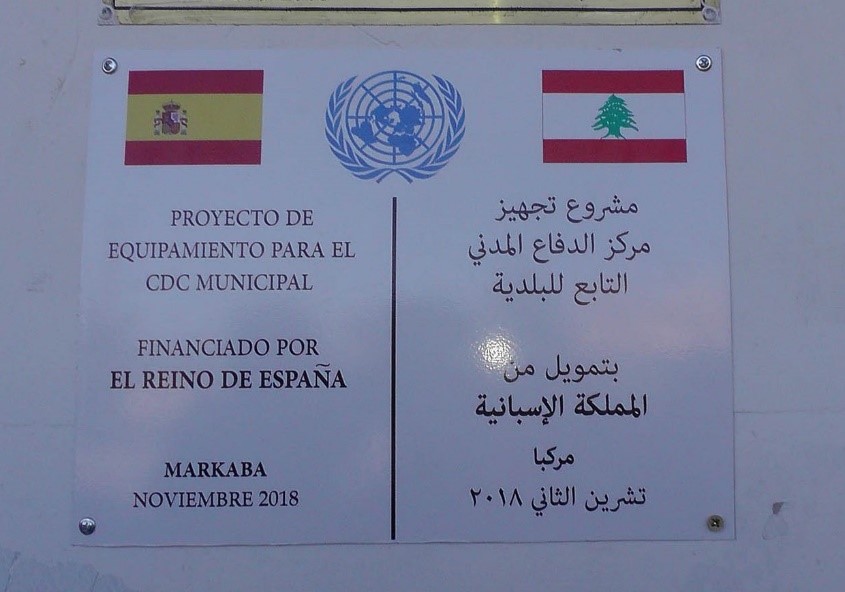 PROYECTO DE
EQUIPAMIENTO PARA EL
CDC MUNICIPAL
FINANCIADO POR
EL REINO DE ESPAÑA
MARKABA
NOVIEMBRE 2018
مشروع تجهيز
مركز الدفاع المدني
التابع للبلدية
بتمويل من
المملكة الإسبانية
مركبا
تشرين الثاني ٢٠١٨